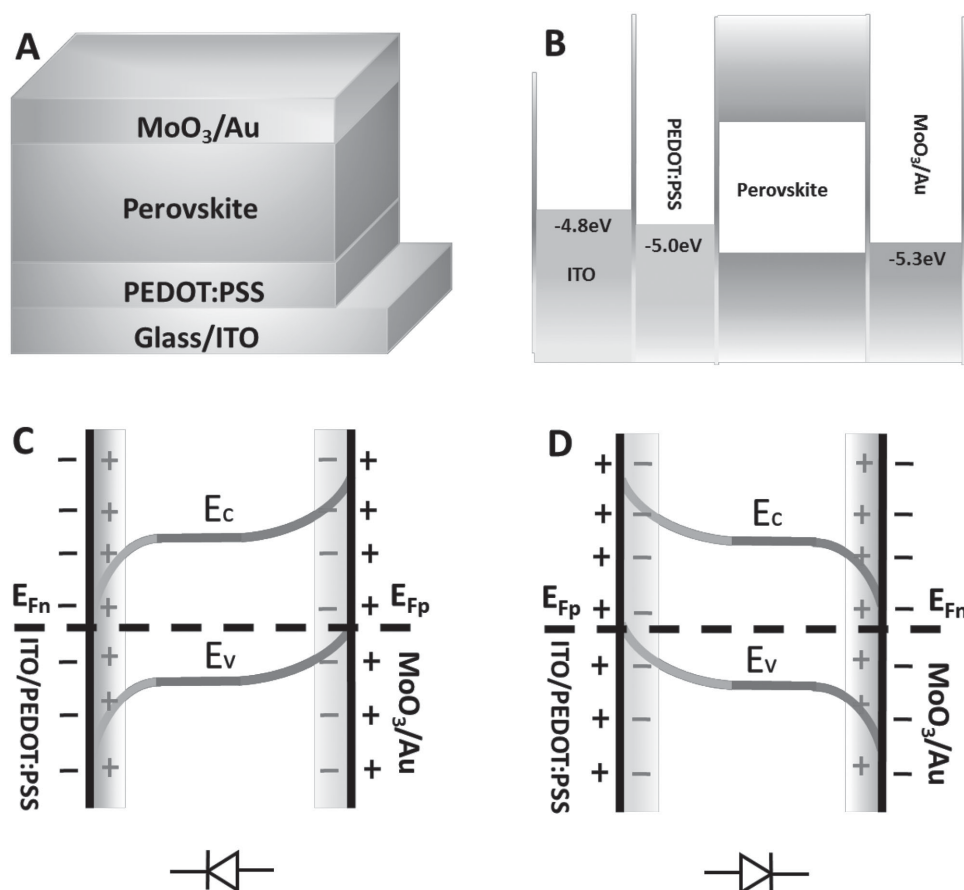 A
MoO₃/Au
Perovskite
PEDOT:PSS
Glass/ITO
B
-4.8eV
ITO
PEDOT:PSS
-5.0eV
Perovskite
MoO₃/Au
-5.3eV
C
− + − +
− + Ec − +
− + − +
EFn − + − + EFp
ITO/PEDOT:PSS
− + Ev − +
− + − +
− + − +
MoO₃/Au
D
+ − + −
+ − Ec + −
+ − + −
EFp + − + − EFn
ITO/PEDOT:PSS
+ − Ev + −
+ − + −
+ − + −
MoO₃/Au